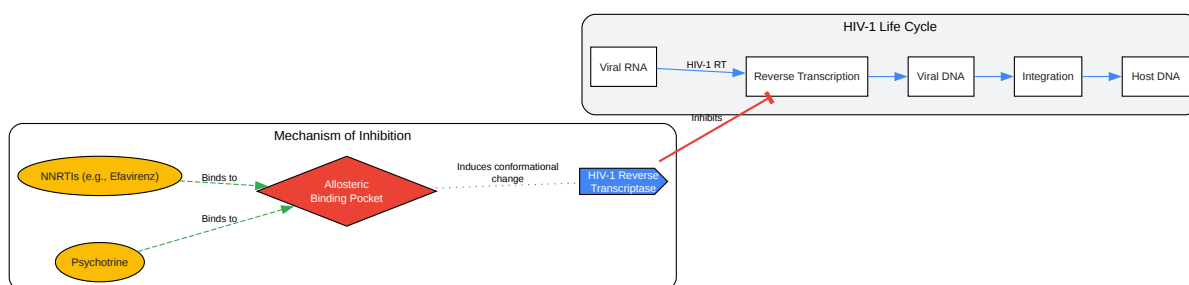 HIV-1 Life Cycle
Viral RNA
HIV-1 RT
Reverse Transcription
Viral DNA
Integration
Host DNA
Inhibits
Mechanism of Inhibition
NNRTIs (e.g., Efavirenz)
Binds to
Allosteric
Binding Pocket
Induces conformational
change
HIV-1 Reverse
Transcriptase
Binds to
Psychotrine